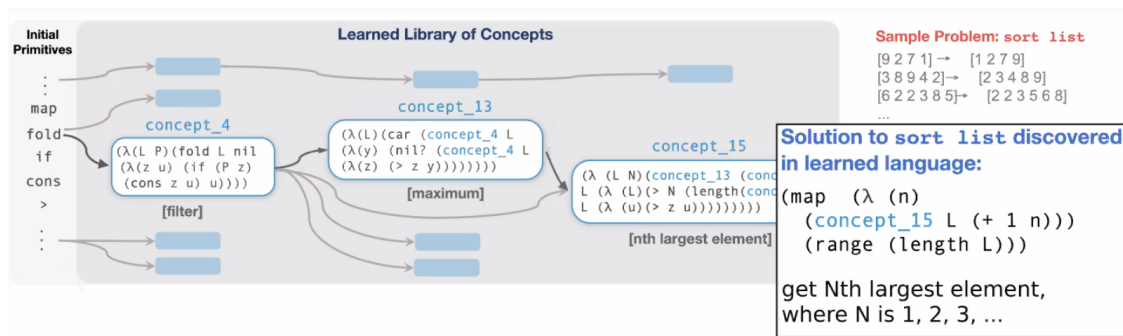 Initial
Primitives
Learned Library of Concepts
map
fold
if
cons
>
concept_4
(λ(L P)(fold L nil
(λ(z u) (if (P z)
(cons z u) u))))
[filter]
concept_13
(λ(L)(car (concept_4 L
(λ(y) (nil? (concept_4 L
(λ(z) (> z y))))))))
[maximum]
concept_15
(λ (L N)(concept_13 (conc
L (λ (L)(> N (length(conc
L (λ (u)(> z u)))))))))
[nth largest element]
Sample Problem: sort list
[9 2 7 1] → [1 2 7 9]
[3 8 9 4 2]→ [2 3 4 8 9]
[6 2 2 3 8 5]→ [2 2 3 5 6 8]
...
Solution to sort list discovered
in learned language:
(map (λ (n)
(concept_15 L (+ 1 n)))
(range (length L)))
get Nth largest element,
where N is 1, 2, 3, ...